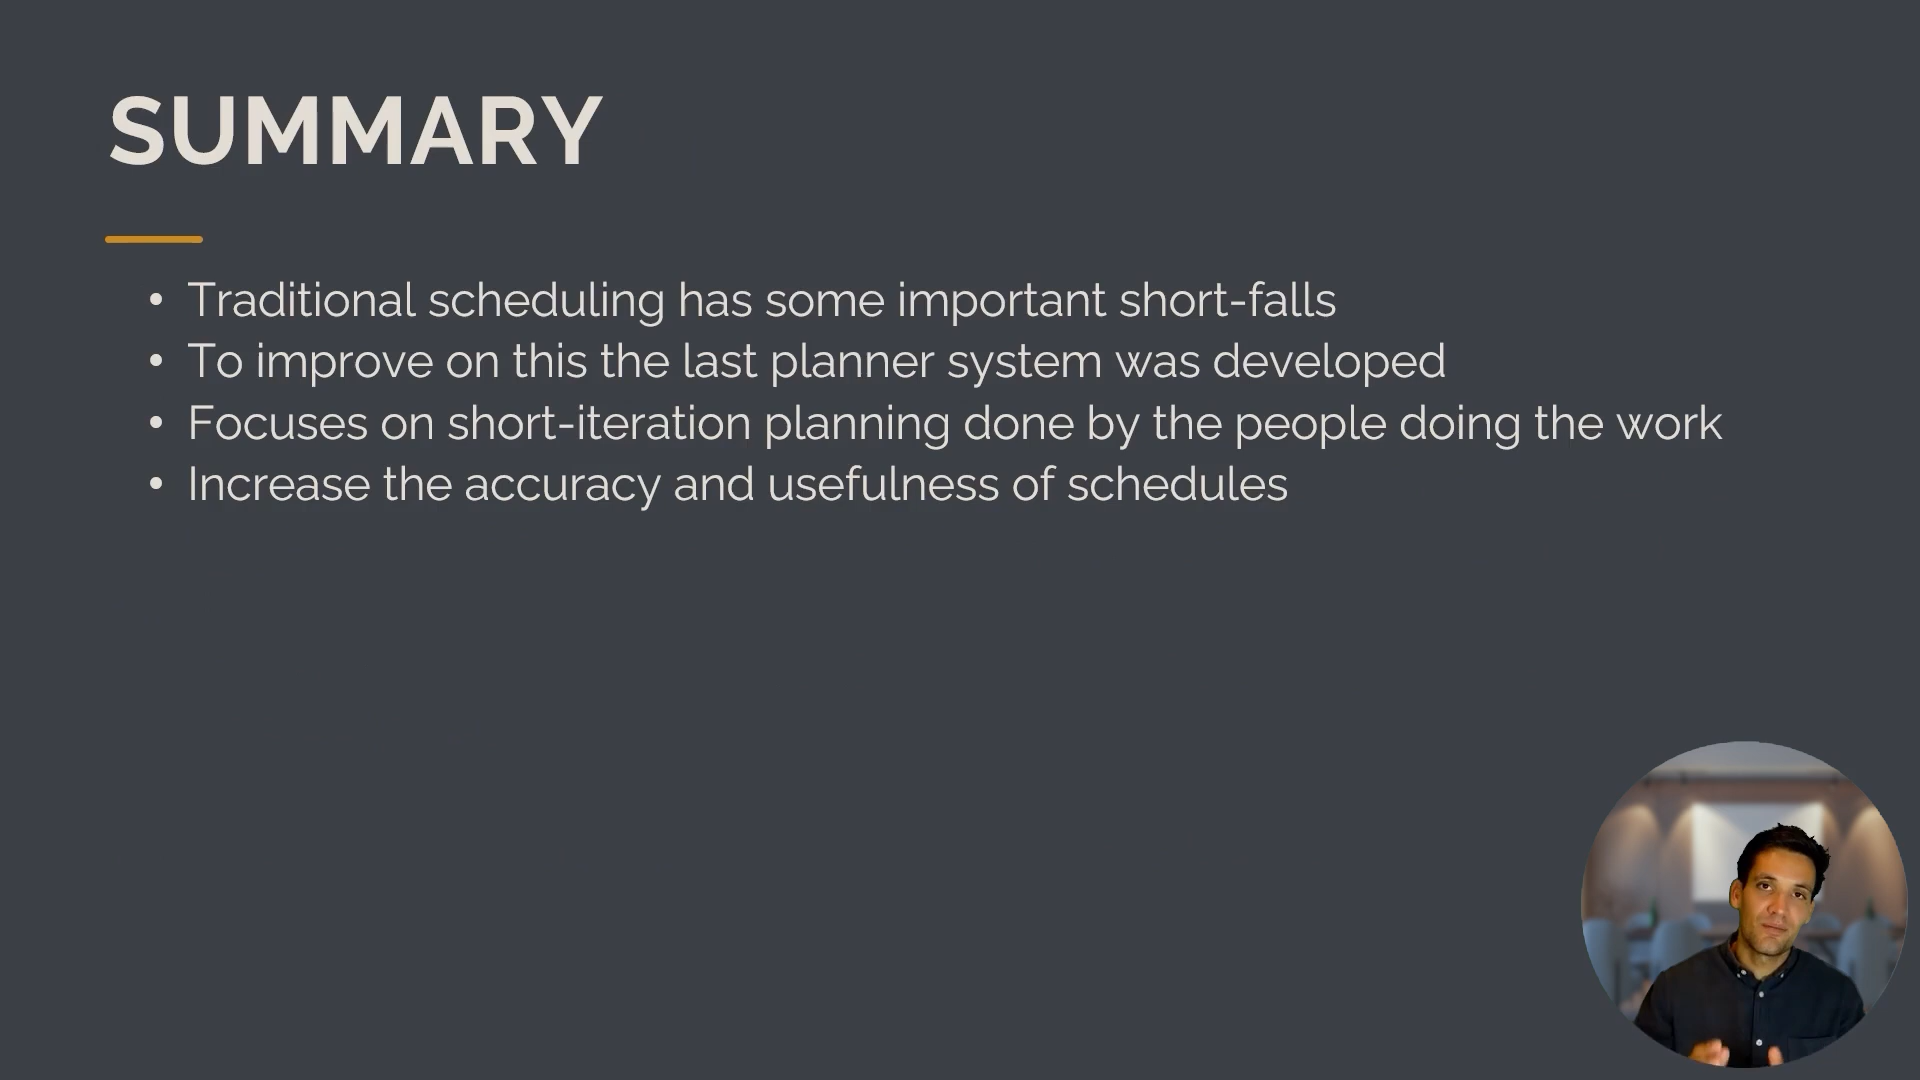 SUMMARY
• Traditional scheduling has some important short-falls
• To improve on this the last planner system was developed
• Focuses on short-iteration planning done by the people doing the work
• Increase the accuracy and usefulness of schedules